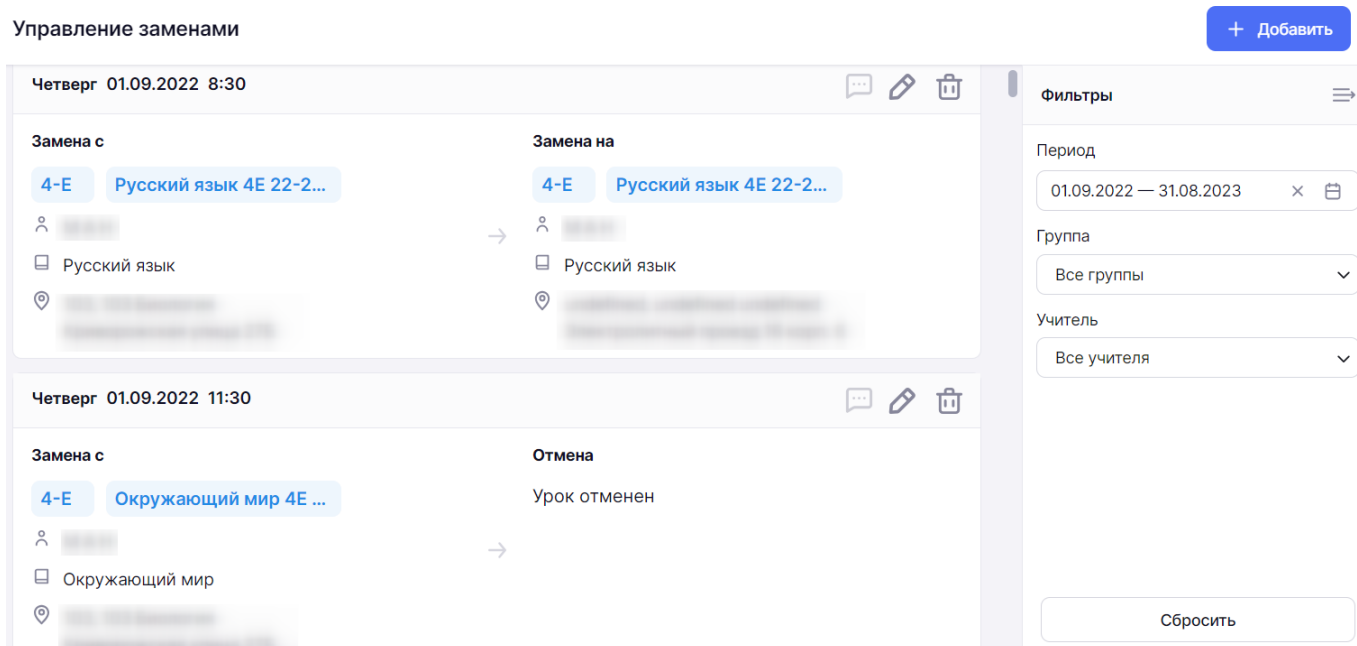 Управление заменами
+ Добавить
Четверг 01.09.2022 8:30
Замена с
4-Е Русский язык 4Е 22-2...
Русский язык
Замена на
4-Е Русский язык 4Е 22-2...
Русский язык
Четверг 01.09.2022 11:30
Замена с
4-Е Окружающий мир 4Е ...
Окружающий мир
Отмена
Урок отменен
Фильтры
Период
01.09.2022 — 31.08.2023
Группа
Все группы
Учитель
Все учителя
Сбросить